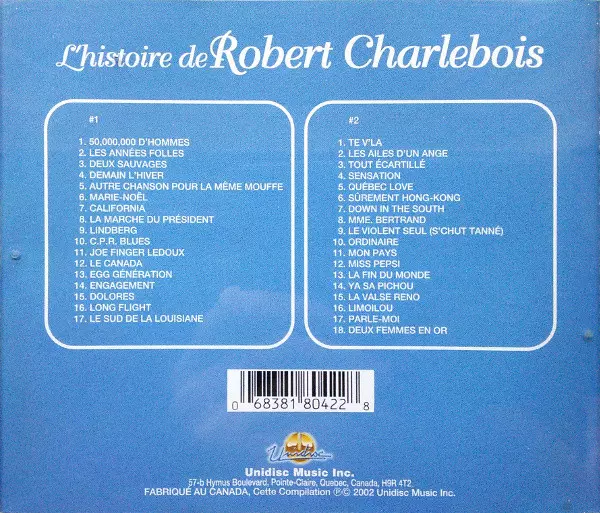 L'histoire de Robert Charlebois
#1
1. 50,000,000 D'HOMMES
2. LES ANNÉES FOLLES
3. DEUX SAUVAGES
4. DEMAIN L'HIVER
5. AUTRE CHANSON POUR LA MÊME MOUFFE
6. MARIE-NOËL
7. CALIFORNIA
8. LA MARCHE DU PRÉSIDENT
9. LINDBERG
10. C.P.R. BLUES
11. JOE FINGER LEDOUX
12. LE CANADA
13. EGG GÉNÉRATION
14. ENGAGEMENT
15. DOLORES
16. LONG FLIGHT
17. LE SUD DE LA LOUISIANE
#2
1. TE V'LA
2. LES AILES D'UN ANGE
3. TOUT ÉCARTILLÉ
4. SENSATION
5. QUÉBEC LOVE
6. SÛREMENT HONG-KONG
7. DOWN IN THE SOUTH
8. MME. BERTRAND
9. LE VIOLENT SEUL (S'CHUT TANNÉ)
10. ORDINAIRE
11. MON PAYS
12. MISS PEPSI
13. LA FIN DU MONDE
14. YA SA PICHOU
15. LA VALSE RENO
16. LIMOILOU
17. PARLE-MOI
18. DEUX FEMMES EN OR
0 68381 80422 8
Unidisc
Unidisc Music Inc.
57-b Hymus Boulevard, Pointe-Claire, Quebec, Canada, H9R 4T2
FABRIQUÉ AU CANADA, Cette Compilation ℗© 2002 Unidisc Music Inc.